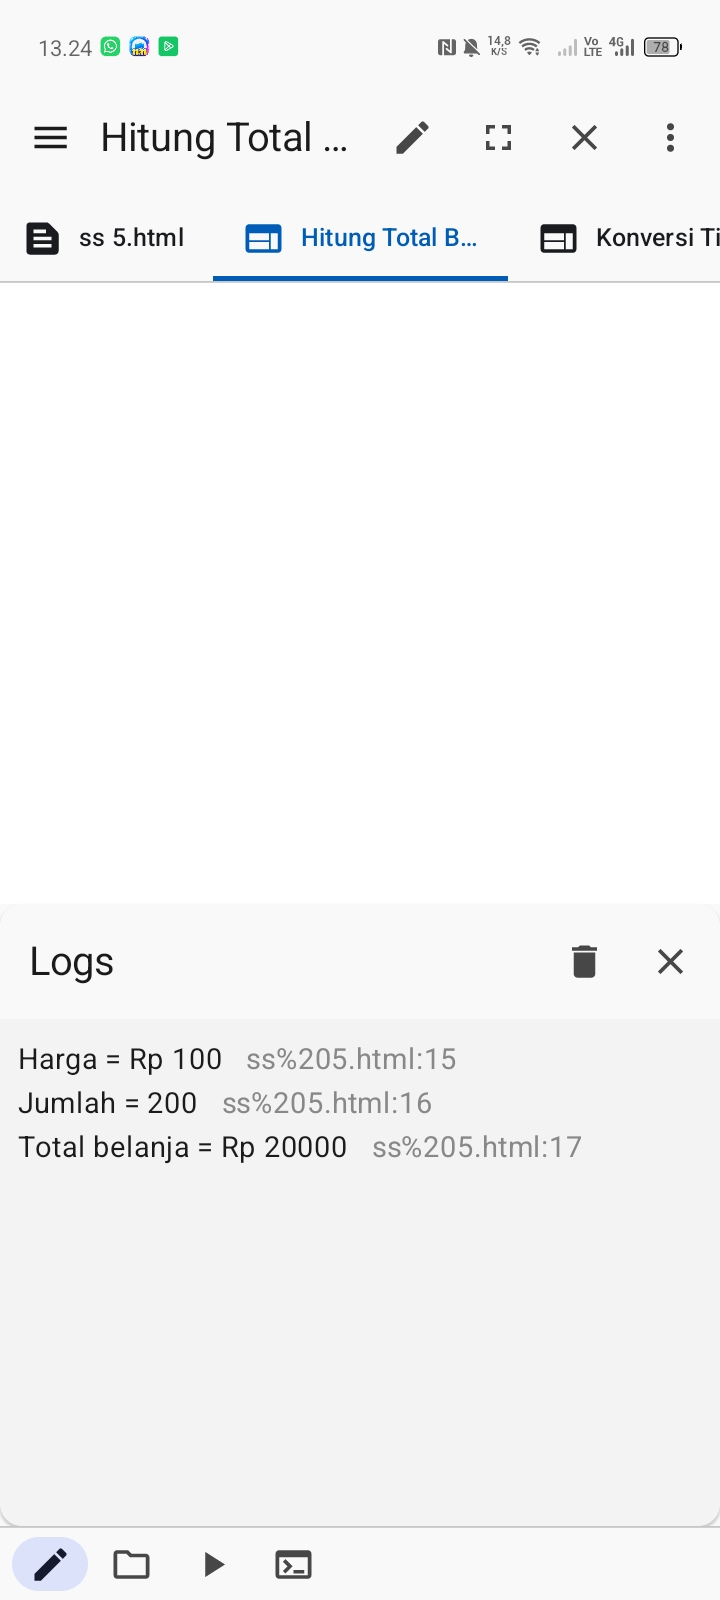 13.24 14,8 K/S Vo LTE 4G 78
Hitung Total ...
ss 5.html Hitung Total B... Konversi Ti
Logs
Harga = Rp 100 ss%205.html:15
Jumlah = 200 ss%205.html:16
Total belanja = Rp 20000 ss%205.html:17